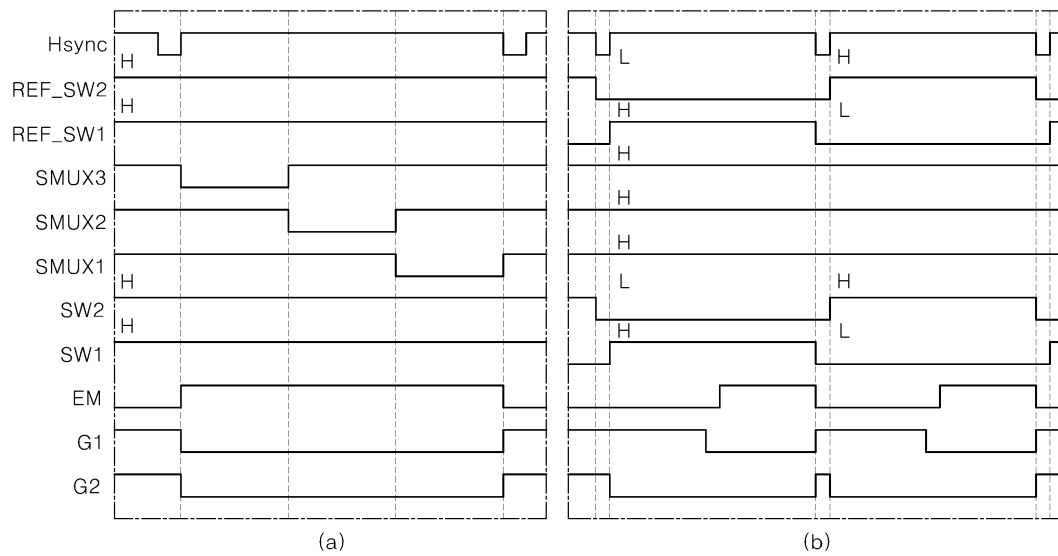 Hsync
H L H
REF_SW2
H H L
REF_SW1
H
SMUX3
H
SMUX2
H
SMUX1
H L H
SW2
H H L
SW1
EM
G1
G2
(a) (b)